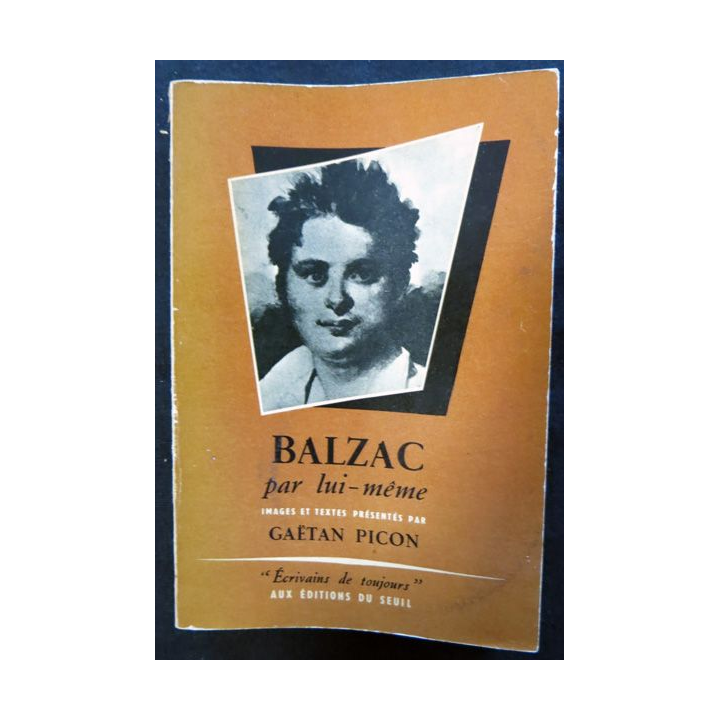 BALZAC
par lui-même
IMAGES ET TEXTES PRÉSENTÉS PAR
GAËTAN PICON
“Écrivains de toujours”
AUX ÉDITIONS DU SEUIL